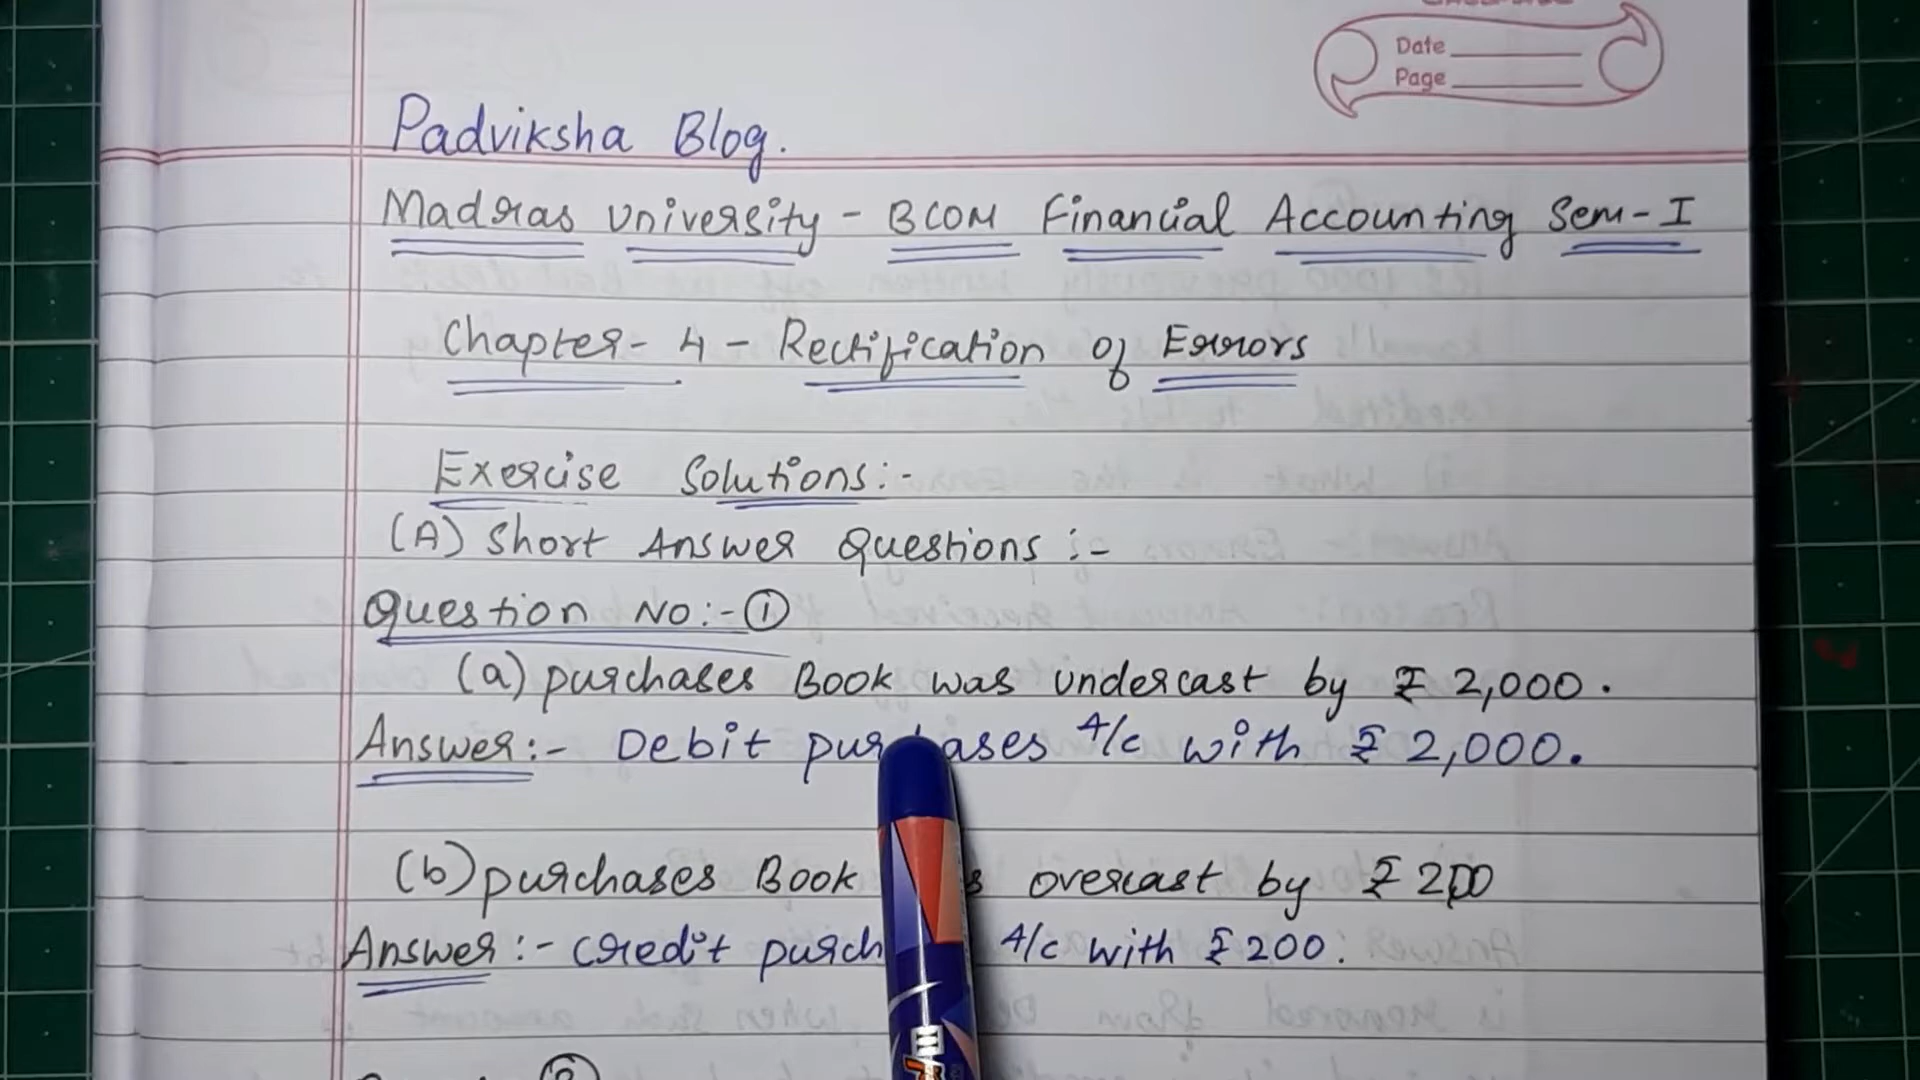 Date
Page
Padviksha Blog.
Madras University - BCOM Financial Accounting Sem-I
Chapter- 4 - Rectification of Errors
Exercise Solutions:-
(A) Short Answer Questions :-
Question No:- ①
(a) purchases Book was undercast by ₹ 2,000.
Answer:- Debit purchases A/c with ₹ 2,000.
(b) purchases Book overcast by ₹ 200
Answer:- credit purch A/c with ₹ 200.